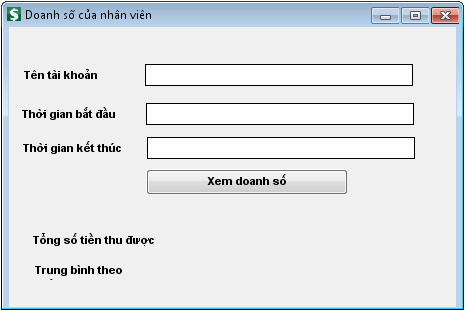 Doanh số của nhân viên
Tên tài khoản
Thời gian bắt đầu
Thời gian kết thúc
Xem doanh số
Tổng số tiền thu được
Trung bình theo